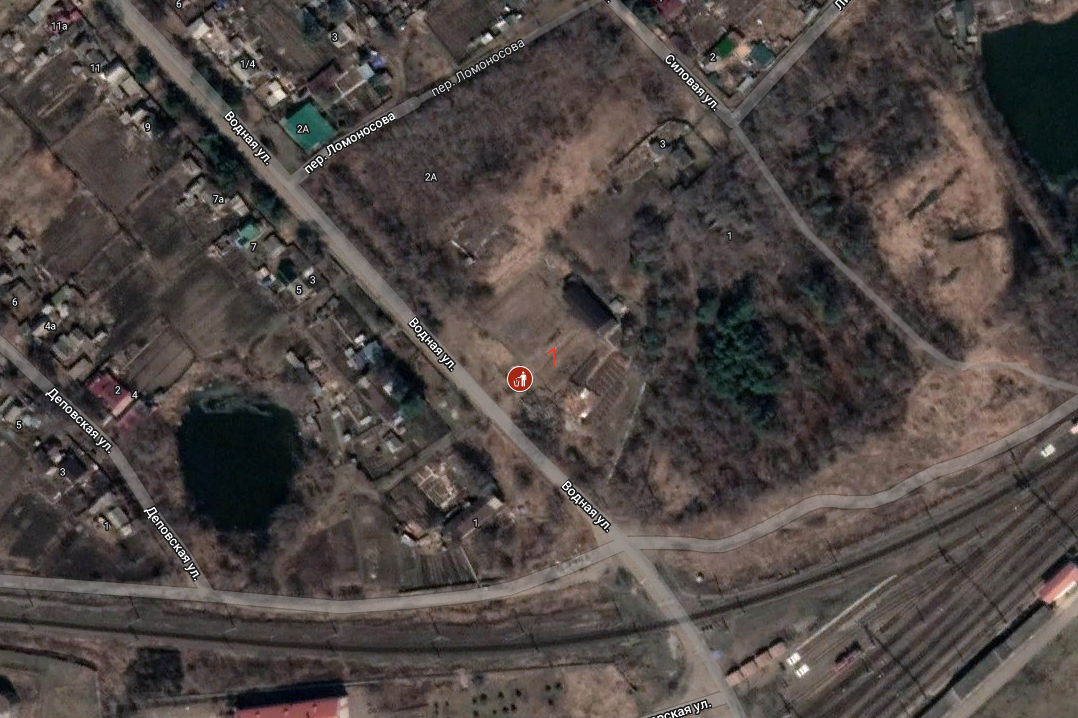 6
11а
3
11
1/4
2
Силовая ул.
пер. Ломоносова
Водная ул.
2А
пер. Ломоносова
9
3
2А
7а
1
7
3
5
6
4а
Водная ул.
1
2
4
Деповская ул.
5
3
Водная ул.
1
1
Деповская ул.